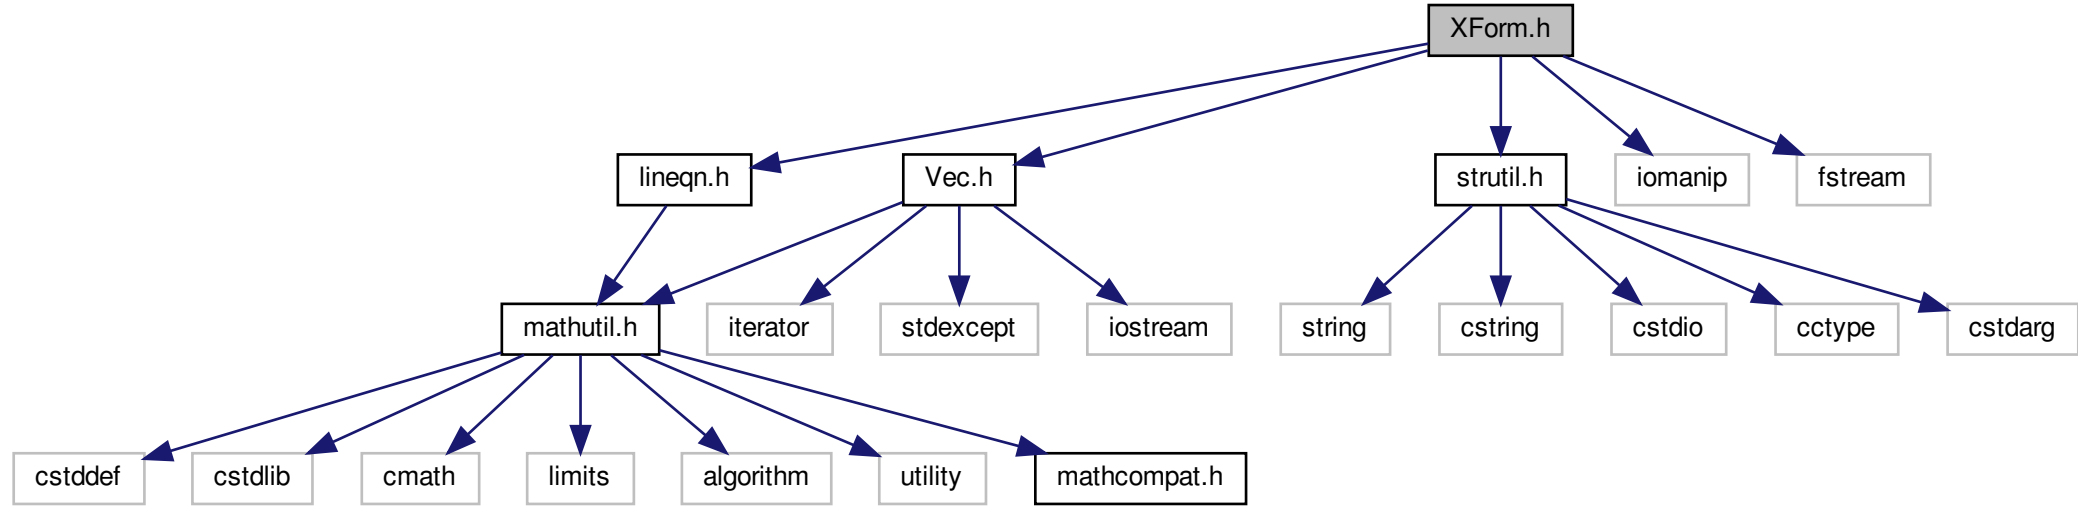 XForm.h
lineqn.h
Vec.h
strutil.h
iomanip
fstream
mathutil.h
iterator
stdexcept
iostream
string
cstring
cstdio
cctype
cstdarg
cstddef
cstdlib
cmath
limits
algorithm
utility
mathcompat.h